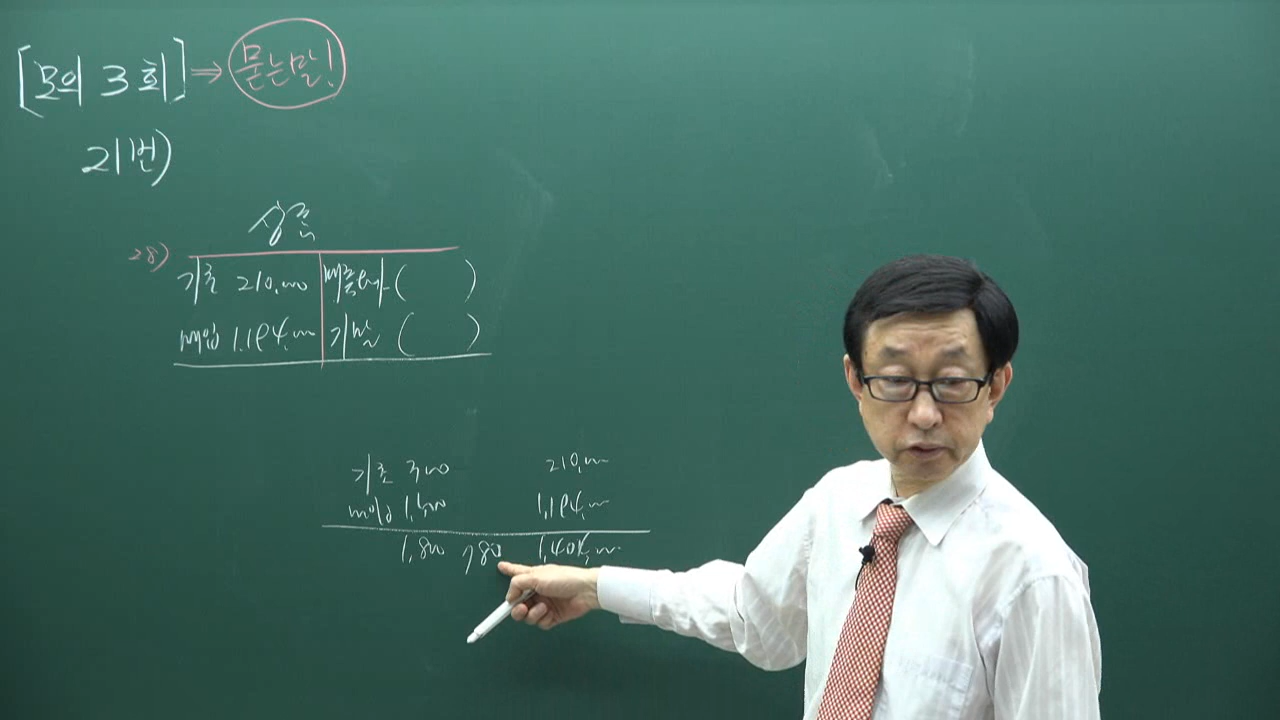 [모의 3회] ⇒ 묻는말!
21번)
상품
28)
기초 210,000 매출원가 ( )
매입 1,194,000 기말 ( )
기초 300 210,000
매입 1,500 1,194,000
1,800 780 1,404,000